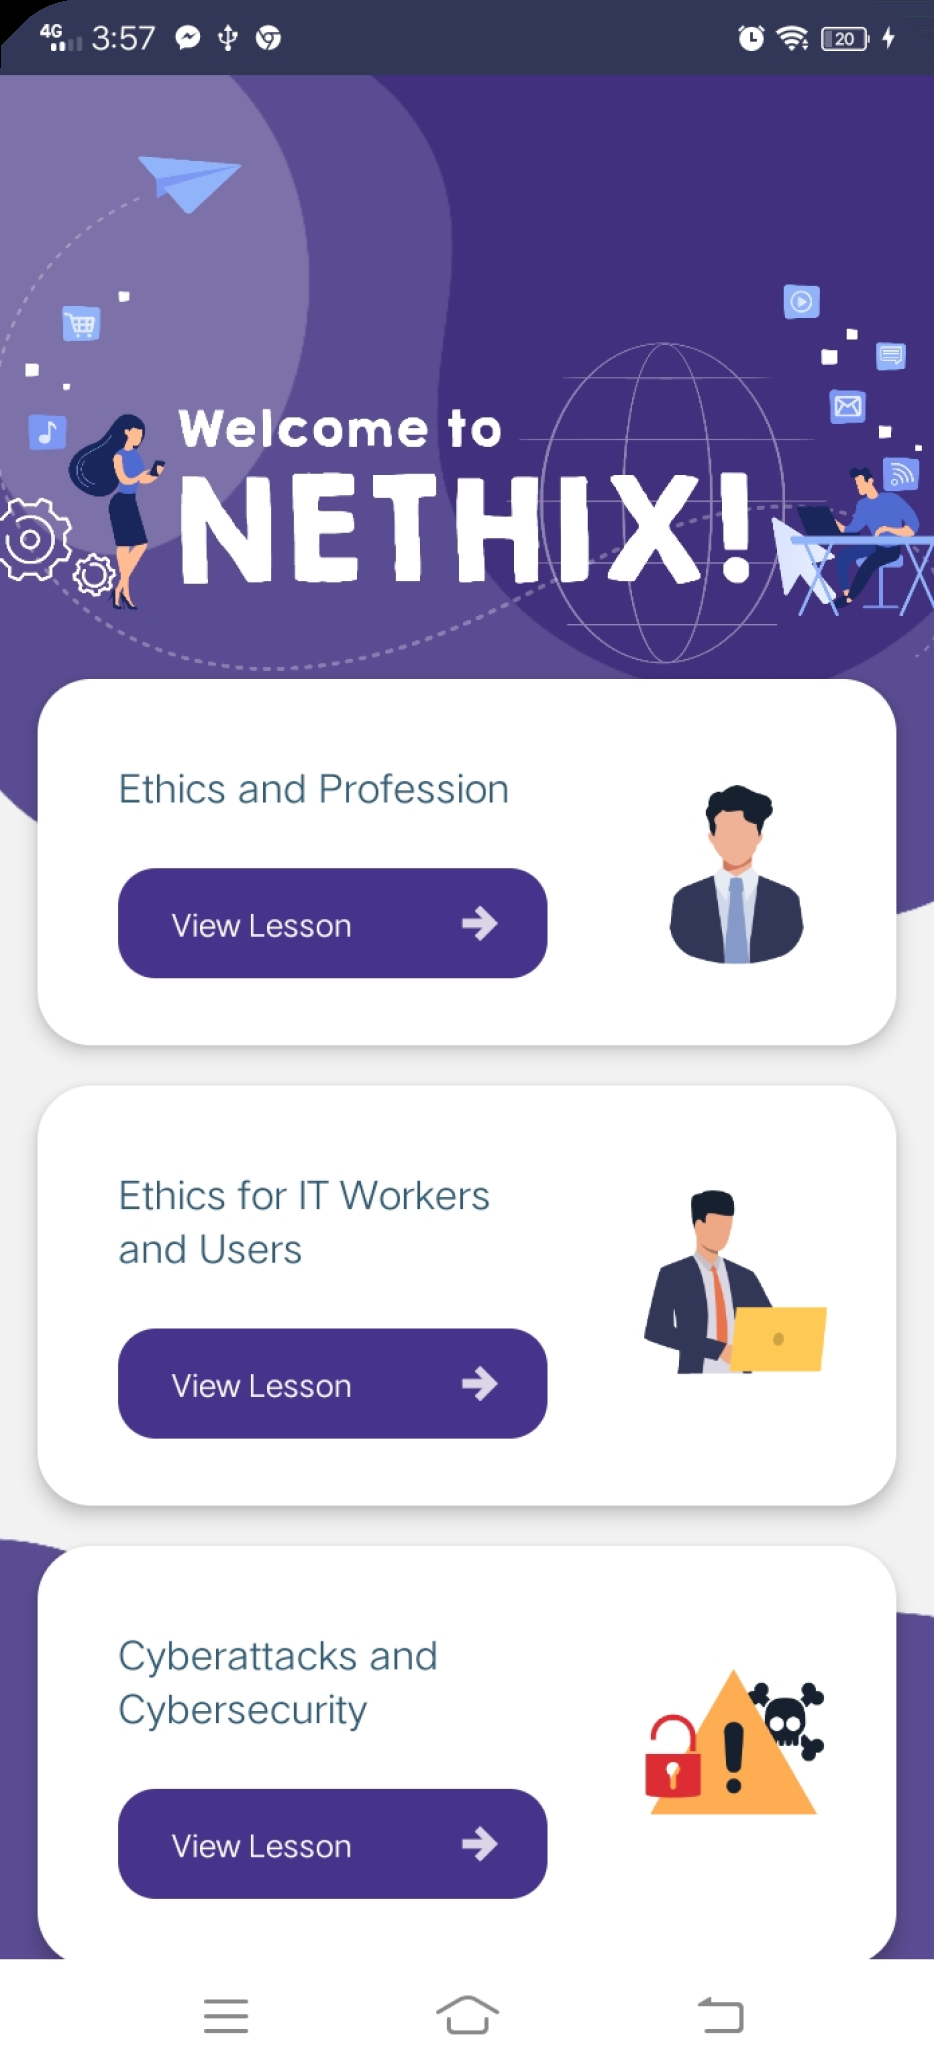 4G 3:57 20
Welcome to
NETHIX!
Ethics and Profession
View Lesson
Ethics for IT Workers
and Users
View Lesson
Cyberattacks and
Cybersecurity
View Lesson